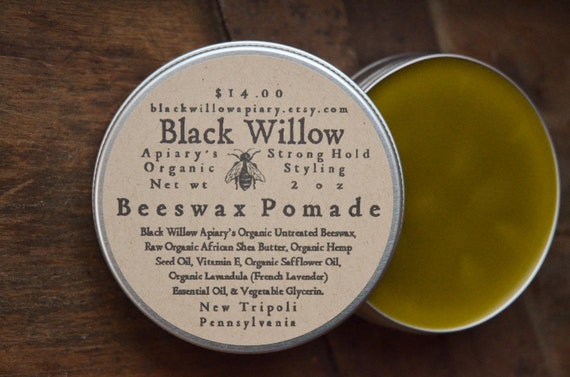 $14.00
blackwillowapiary.etsy.com
Black Willow
Apiary's Strong Hold
Organic Styling
Net wt 2 oz
Beeswax Pomade
Black Willow Apiary's Organic Untreated Beeswax,
Raw Organic African Shea Butter, Organic Hemp
Seed Oil, Vitamin E, Organic Safflower Oil,
Organic Lavandula (French Lavender)
Essential Oil, & Vegetable Glycerin.
New Tripoli
Pennsylvania